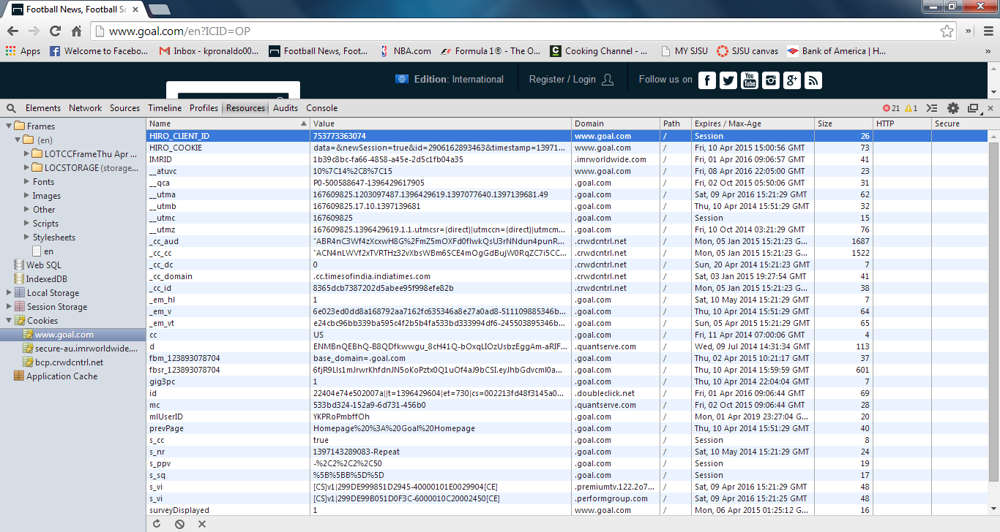 Football News, Football Sc
www.goal.com/en?ICID=OP
Apps Welcome to Facebo... Inbox - kpronaldo00... Football News, Foot... NBA.com Formula 1® - The O... Cooking Channel - ... MY SJSU SJSU canvas Bank of America | H... »
Edition: International Register / Login Follow us on
Elements Network Sources Timeline Profiles Resources Audits Console 21 1
Frames
(en)
LOTCCFrameThu Apr ...
LOCSTORAGE (storage...
Fonts
Images
Other
Scripts
Stylesheets
en
Web SQL
IndexedDB
Local Storage
Session Storage
Cookies
www.goal.com
secure-au.imrworldwide....
bcp.crwdcntrl.net
Application Cache
Name Value Domain Path Expires / Max-Age Size HTTP Secure
HIRO_CLIENT_ID 753773363074 www.goal.com / Session 26
HIRO_COOKIE data=&newSession=true&id=2906162893463&timestamp=13971... www.goal.com / Fri, 10 Apr 2015 15:00:56 GMT 73
IMRID 1b39c8bc-fa66-4858-a45e-2d5c1fb04a35 .imrworldwide.com / Fri, 01 Apr 2016 09:06:57 GMT 41
__atuvc 10%7C14%2C8%7C15 www.goal.com / Fri, 08 Apr 2016 22:05:00 GMT 23
__qca P0-500588647-1396429617905 .goal.com / Fri, 02 Oct 2015 05:50:06 GMT 31
__utma 167609825.1203097487.1396429619.1397077640.1397139681.49 .goal.com / Sat, 09 Apr 2016 15:21:29 GMT 62
__utmb 167609825.17.10.1397139681 .goal.com / Thu, 10 Apr 2014 15:51:29 GMT 32
__utmc 167609825 .goal.com / Session 15
__utmz 167609825.1396429619.1.1.utmcsr=(direct)|utmccn=(direct)|utmcm... .goal.com / Fri, 10 Oct 2014 03:21:29 GMT 76
_cc_aud "ABR4nC3Wf4zXcxwH8G%2FmZ5mOXFd0fIwkQsU3rNNdun4punR... .crwdcntrl.net / Mon, 05 Jan 2015 15:21:23 G... 1687
_cc_cc "ACN4nLWVf2xTVRTHz32vXbsWBm6SCE4mOgGdBujW0RqZC7i5CC... .crwdcntrl.net / Mon, 05 Jan 2015 15:21:23 G... 1522
_cc_dc 0 .crwdcntrl.net / Sun, 20 Apr 2014 15:21:23 GMT 7
_cc_domain .cc.timesofindia.indiatimes.com .crwdcntrl.net / Sat, 03 Jan 2015 19:27:54 GMT 41
_cc_id 8365dcb7387202d5abee95f998efe82b .crwdcntrl.net / Mon, 05 Jan 2015 15:21:23 G... 38
_em_hl 1 .goal.com / Sat, 10 May 2014 15:21:29 GMT 7
_em_v 6e023ed0dd8a168792aa7162fc635346a8e27a0ad8-511109885346b... .goal.com / Thu, 10 Apr 2014 15:51:29 GMT 64
_em_vt e24cbc96bb339ba595c4f2b5b4fa533bd333994df6-245503895346b... .goal.com / Sun, 05 Apr 2015 15:21:29 GMT 65
cc US .goal.com / Fri, 11 Apr 2014 07:00:06 GMT 4
d ENMBnQEBhQ-B8QDfkwwgu_8cH41Q-bOxqLIOzUsbzEggAm-aRIF... .quantserve.com / Wed, 09 Jul 2014 14:31:34 GMT 113
fbm_123893078704 base_domain=.goal.com .goal.com / Thu, 02 Apr 2015 10:21:17 GMT 37
fbsr_123893078704 6fjR9LIs1mJrwrKhfdnJN5oKoPztx0Q1uOf4aJ9bCSI.eyJhbGdvcmI0a... .goal.com / Thu, 10 Apr 2014 15:59:59 GMT 601
gig3pc 1 .goal.com / Thu, 10 Apr 2014 22:04:04 GMT 7
id 22404e74e502007a||t=1396429604|et=730|cs=002213fd48f3145a0... .doubleclick.net / Fri, 01 Apr 2016 09:06:44 GMT 69
mc 533bd324-152a9-6d731-456b0 .quantserve.com / Fri, 02 Oct 2015 09:06:44 GMT 28
mlUserID YKPRoPmbffOh .goal.com / Mon, 01 Apr 2019 23:27:04 G... 20
prevPage Homepage%20%3A%20Goal%20Homepage .goal.com / Thu, 10 Apr 2014 15:51:29 GMT 40
s_cc true .goal.com / Session 8
s_nr 1397143289083-Repeat .goal.com / Sat, 10 May 2014 15:21:29 GMT 24
s_ppv -%2C2%2C2%2C50 .goal.com / Session 19
s_sq %5B%5BB%5D%5D .goal.com / Session 17
s_vi [CS]v1|299DE999851D2945-40000101E0029904[CE] .premiumtv.122.2o7... / Sat, 09 Apr 2016 15:21:29 GMT 48
s_vi [CS]v1|299DE99B051D0F3C-6000010C20002450[CE] .performgroup.com / Sat, 09 Apr 2016 15:21:25 GMT 48
surveyDisplayed 1 www.goal.com / Mon, 06 Apr 2015 01:25:12 G... 16